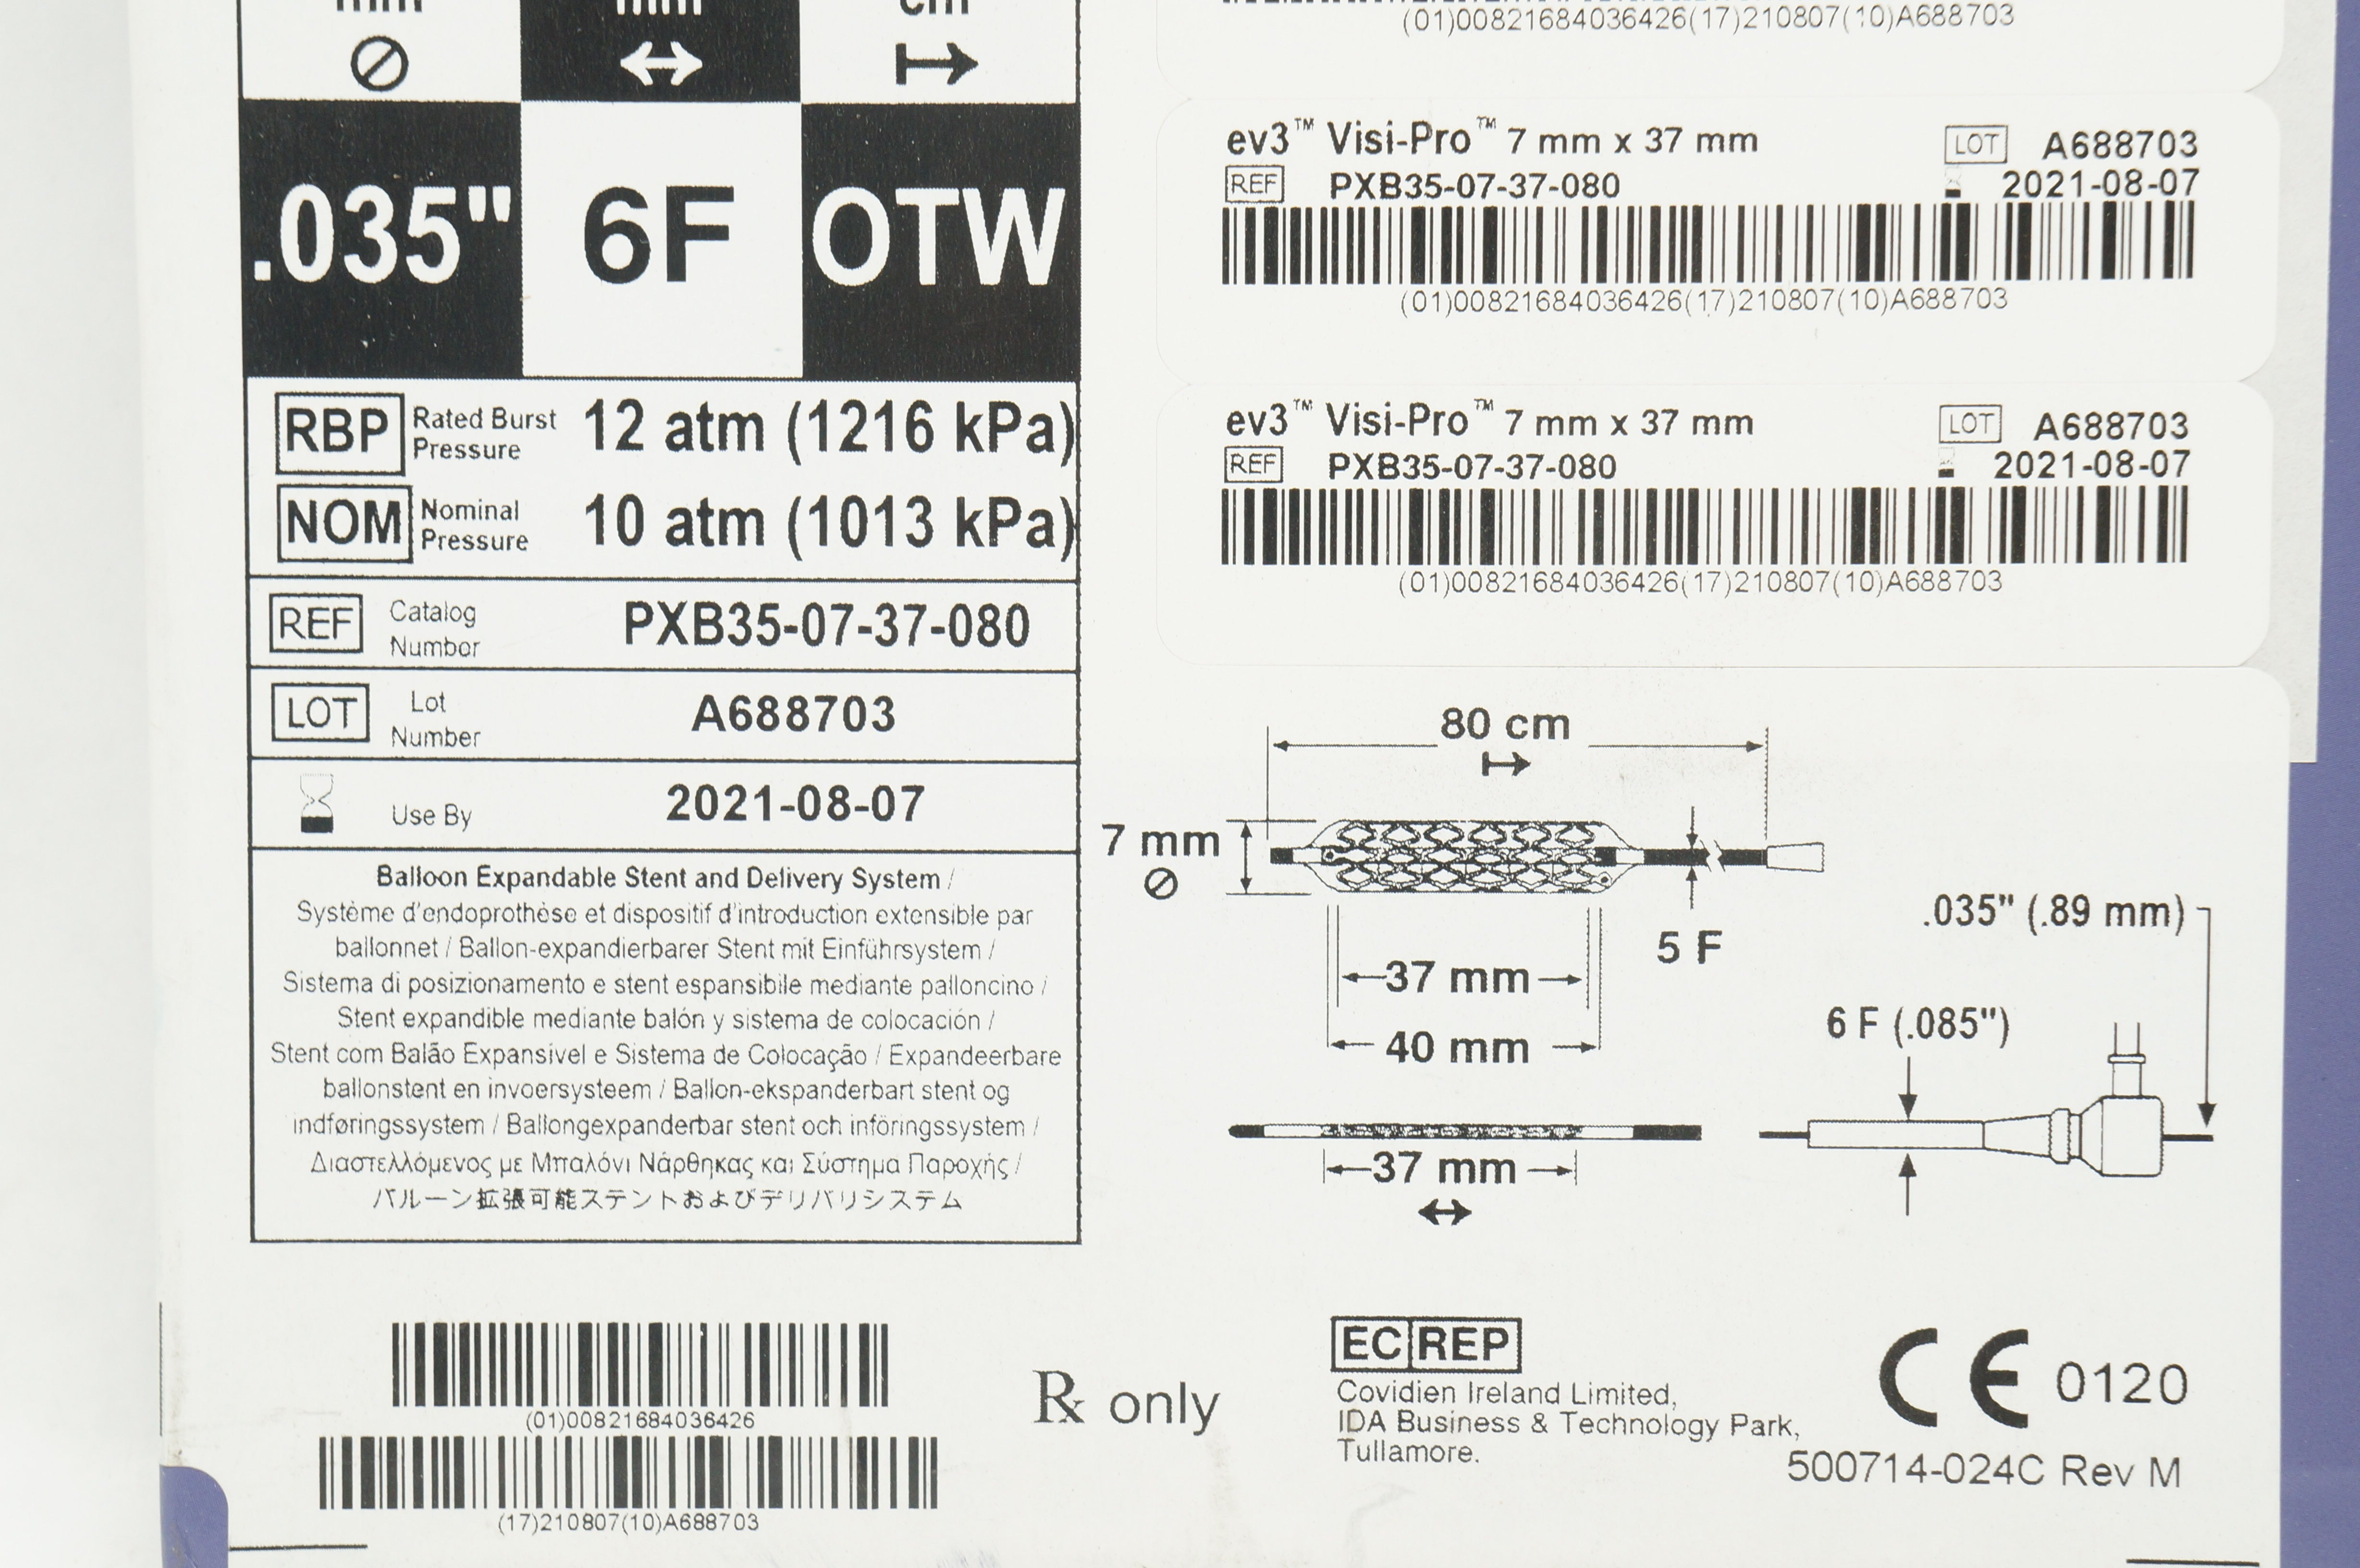 mm mm cm
.035" 6F OTW
RBP Rated Burst Pressure 12 atm (1216 kPa)
NOM Nominal Pressure 10 atm (1013 kPa)
REF Catalog Number PXB35-07-37-080
LOT Lot Number A688703
Use By 2021-08-07
Balloon Expandable Stent and Delivery System /
Système d'endoprothèse et dispositif d'introduction extensible par
ballonnet / Ballon-expandierbarer Stent mit Einführsystem /
Sistema di posizionamento e stent espansibile mediante palloncino /
Stent expandible mediante balón y sistema de colocación /
Stent com Balão Expansível e Sistema de Colocação / Expandeerbare
ballonstent en invoersysteem / Ballon-ekspanderbart stent og
indføringssystem / Ballongexpanderbar stent och införingssystem /
Διαστελλόμενος με Μπαλόνι Νάρθηκας και Σύστημα Παροχής /
バルーン拡張可能ステントおよびデリバリシステム
(01)00821684036426
(17)210807(10)A688703
(01)00821684036426(17)210807(10)A688703
ev3™ Visi-Pro™ 7 mm x 37 mm LOT A688703
REF PXB35-07-37-080 2021-08-07
(01)00821684036426(17)210807(10)A688703
ev3™ Visi-Pro™ 7 mm x 37 mm LOT A688703
REF PXB35-07-37-080 2021-08-07
(01)00821684036426(17)210807(10)A688703
80 cm
7 mm
5 F
.035" (.89 mm)
37 mm
40 mm
6 F (.085")
37 mm
Rx only
EC REP
Covidien Ireland Limited,
IDA Business & Technology Park,
Tullamore.
CE 0120
500714-024C Rev M